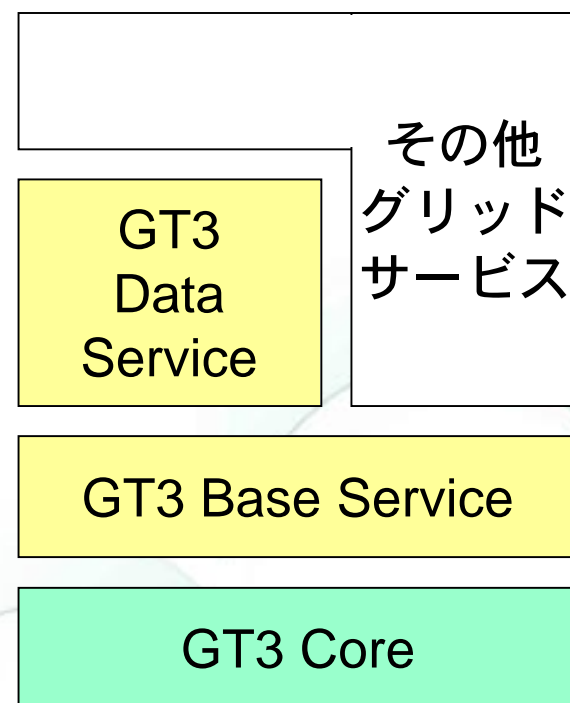 その他
グリッド
サービス
GT3
Data
Service
GT3 Base Service
GT3 Core